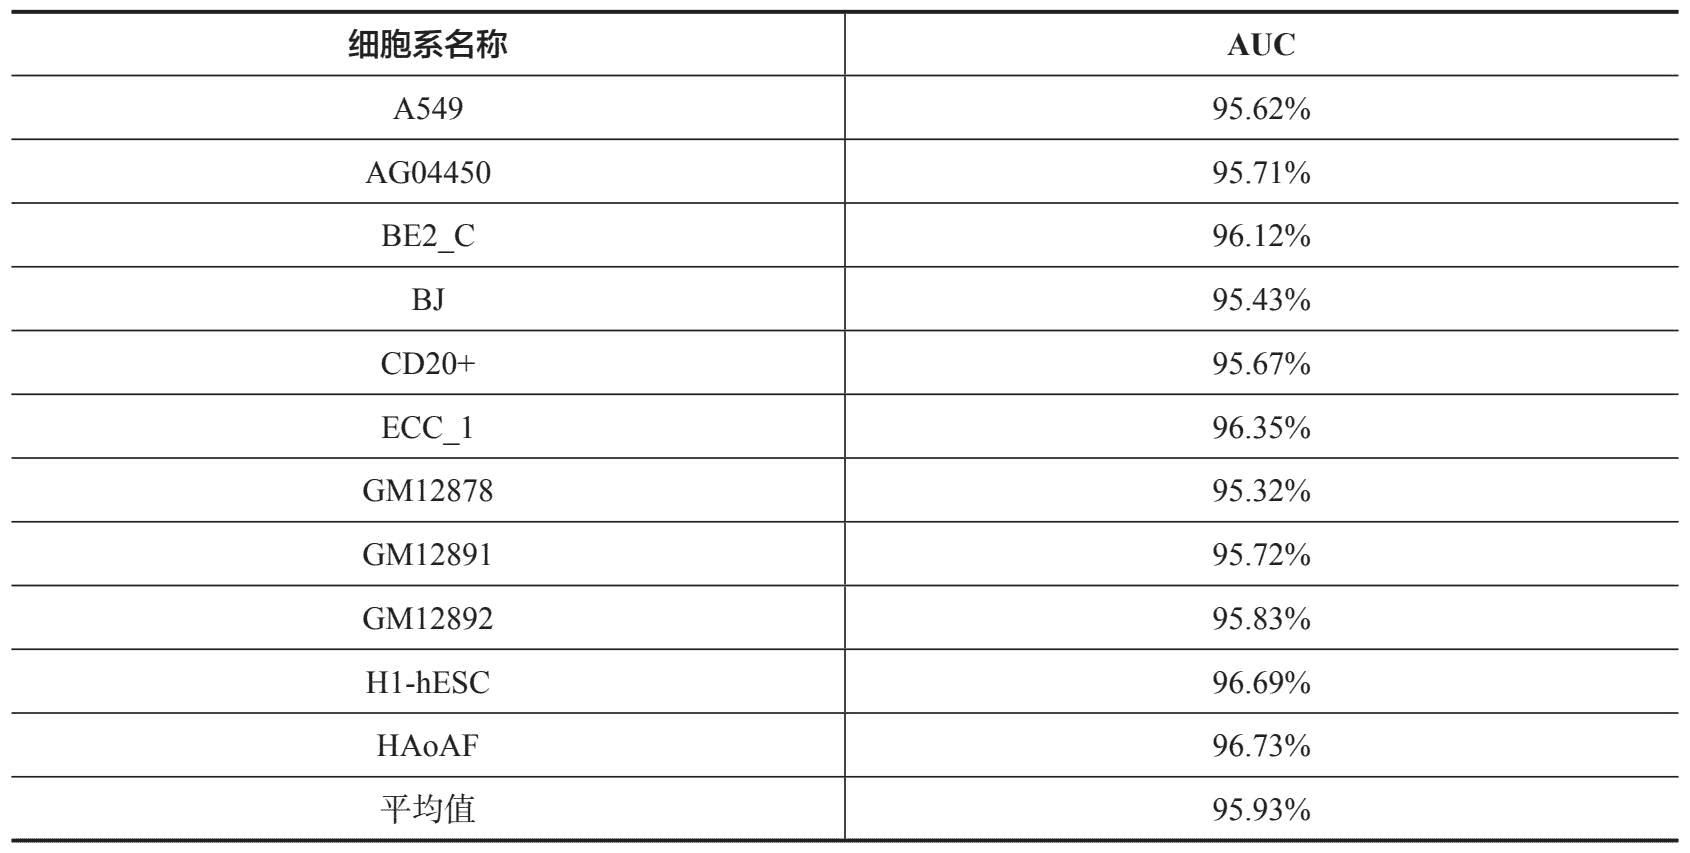 细胞系名称 AUC
A549 95.62%
AG04450 95.71%
BE2_C 96.12%
BJ 95.43%
CD20+ 95.67%
ECC_1 96.35%
GM12878 95.32%
GM12891 95.72%
GM12892 95.83%
H1-hESC 96.69%
HAoAF 96.73%
平均值 95.93%